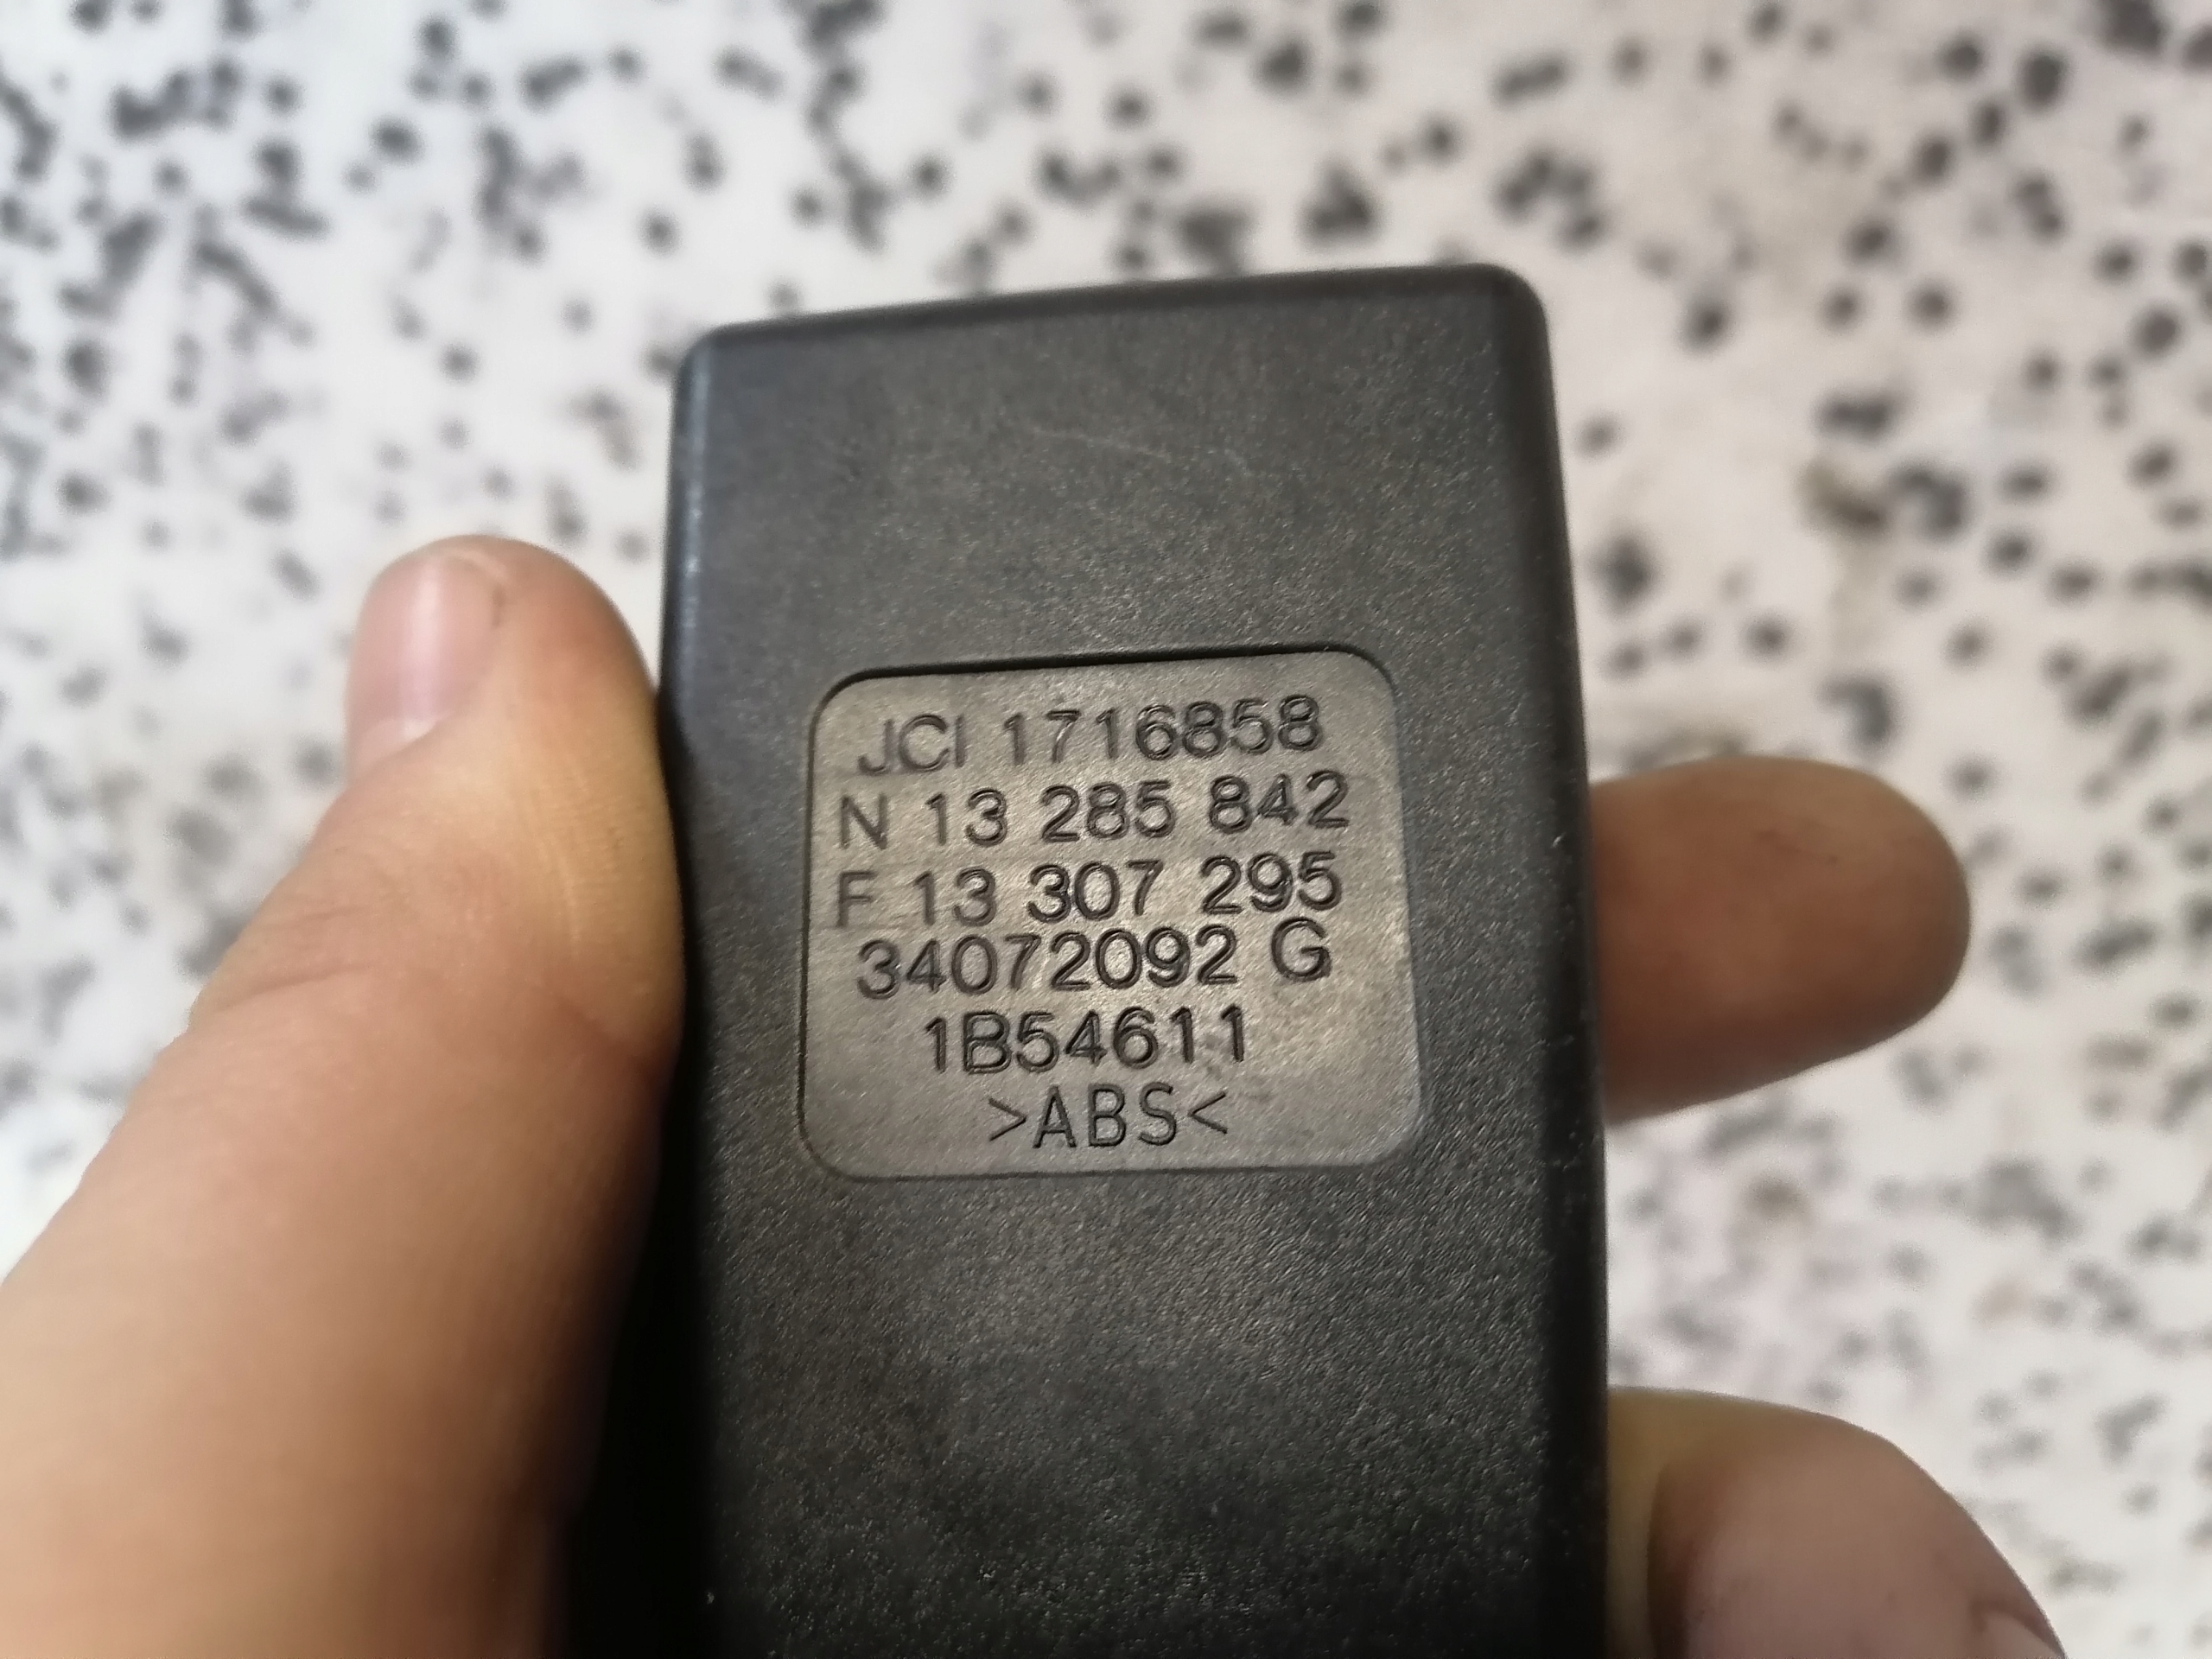 JCI 1716858
N 13 285 842
F 13 307 295
34072092 G
1B54611
>ABS<